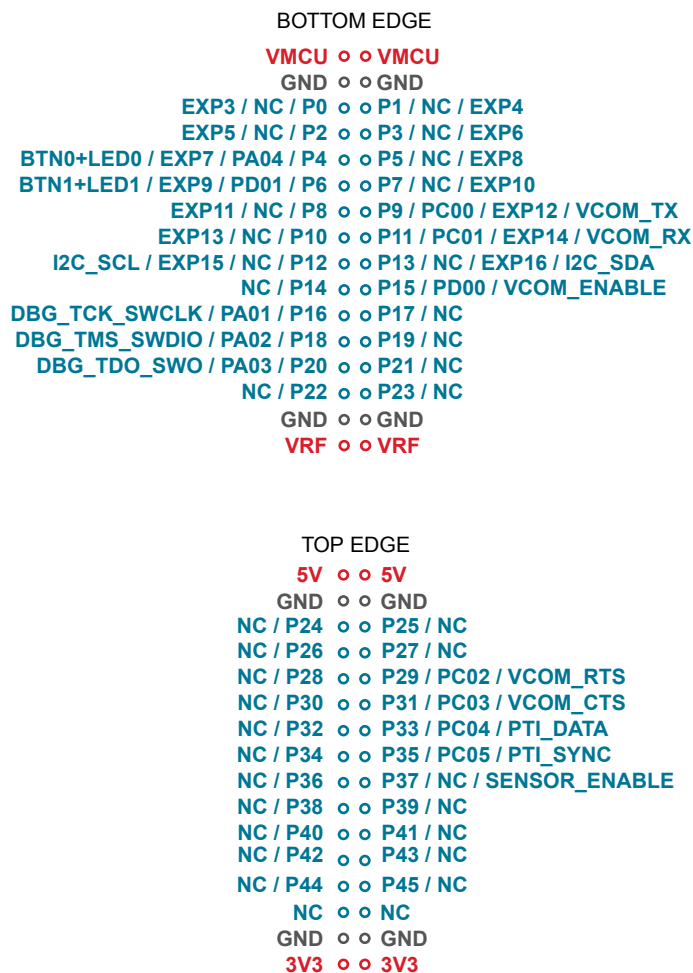 BOTTOM EDGE
VMCU VMCU
GND GND
EXP3 / NC / P0 P1 / NC / EXP4
EXP5 / NC / P2 P3 / NC / EXP6
BTN0+LED0 / EXP7 / PA04 / P4 P5 / NC / EXP8
BTN1+LED1 / EXP9 / PD01 / P6 P7 / NC / EXP10
EXP11 / NC / P8 P9 / PC00 / EXP12 / VCOM_TX
EXP13 / NC / P10 P11 / PC01 / EXP14 / VCOM_RX
I2C_SCL / EXP15 / NC / P12 P13 / NC / EXP16 / I2C_SDA
NC / P14 P15 / PD00 / VCOM_ENABLE
DBG_TCK_SWCLK / PA01 / P16 P17 / NC
DBG_TMS_SWDIO / PA02 / P18 P19 / NC
DBG_TDO_SWO / PA03 / P20 P21 / NC
NC / P22 P23 / NC
GND GND
VRF VRF
TOP EDGE
5V 5V
GND GND
NC / P24 P25 / NC
NC / P26 P27 / NC
NC / P28 P29 / PC02 / VCOM_RTS
NC / P30 P31 / PC03 / VCOM_CTS
NC / P32 P33 / PC04 / PTI_DATA
NC / P34 P35 / PC05 / PTI_SYNC
NC / P36 P37 / NC / SENSOR_ENABLE
NC / P38 P39 / NC
NC / P40 P41 / NC
NC / P42 P43 / NC
NC / P44 P45 / NC
NC NC
GND GND
3V3 3V3